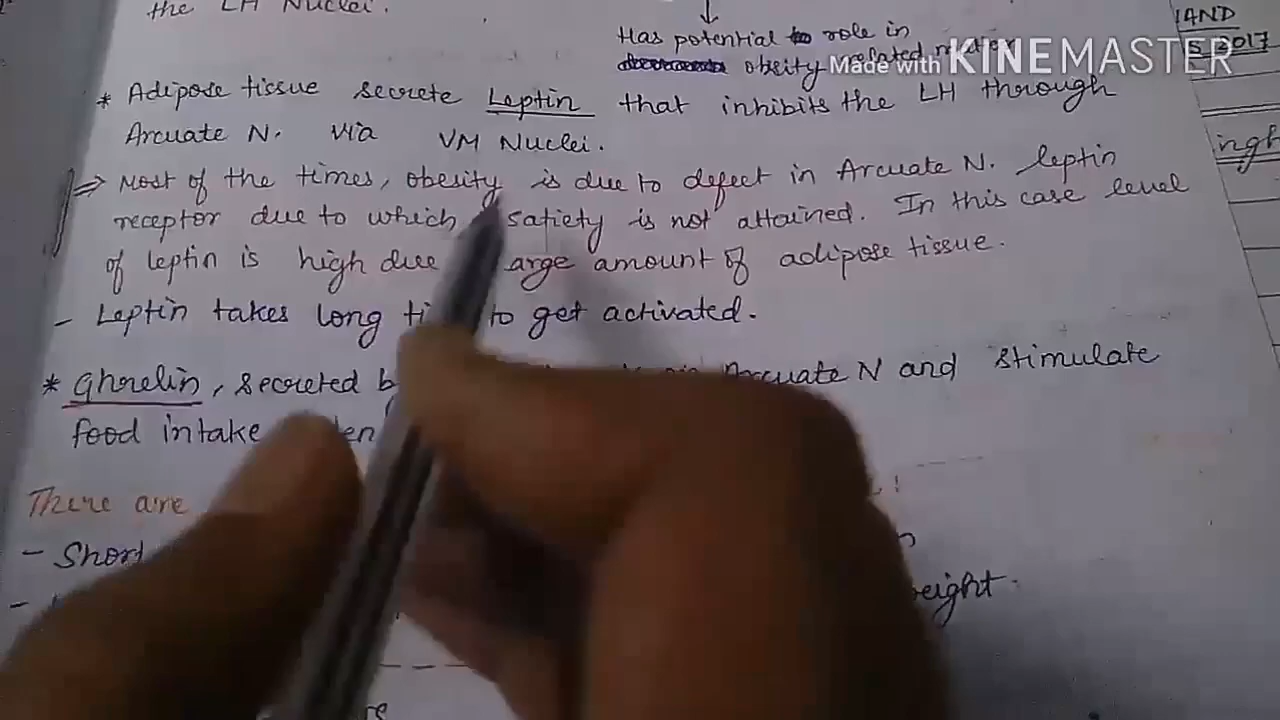 the LH Nuclei.
Has potential role in
obesity related
Made with KINEMASTER
IAND
2017
* Adipose tissue secrete Leptin that inhibits the LH through
Arcuate N. via VM Nuclei.
⇒ Most of the times, obesity is due to defect in Arcuate N. leptin
receptor due to which satiety is not attained. In this case level
of leptin is high due arge amount of adipose tissue.
- Leptin takes long ti to get activated.
* Ghrelin, secreted b Arcuate N and stimulate
food intake
There are
- Short
eight.